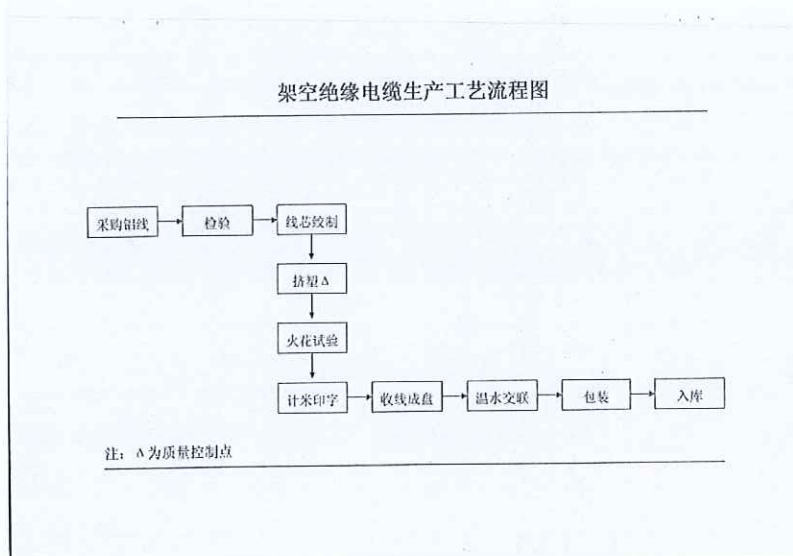 架空绝缘电缆生产工艺流程图
采购铝线
检验
线芯绞制
挤塑 Δ
火花试验
计米印字
收线成盘
温水交联
包装
入库
注：Δ 为质量控制点